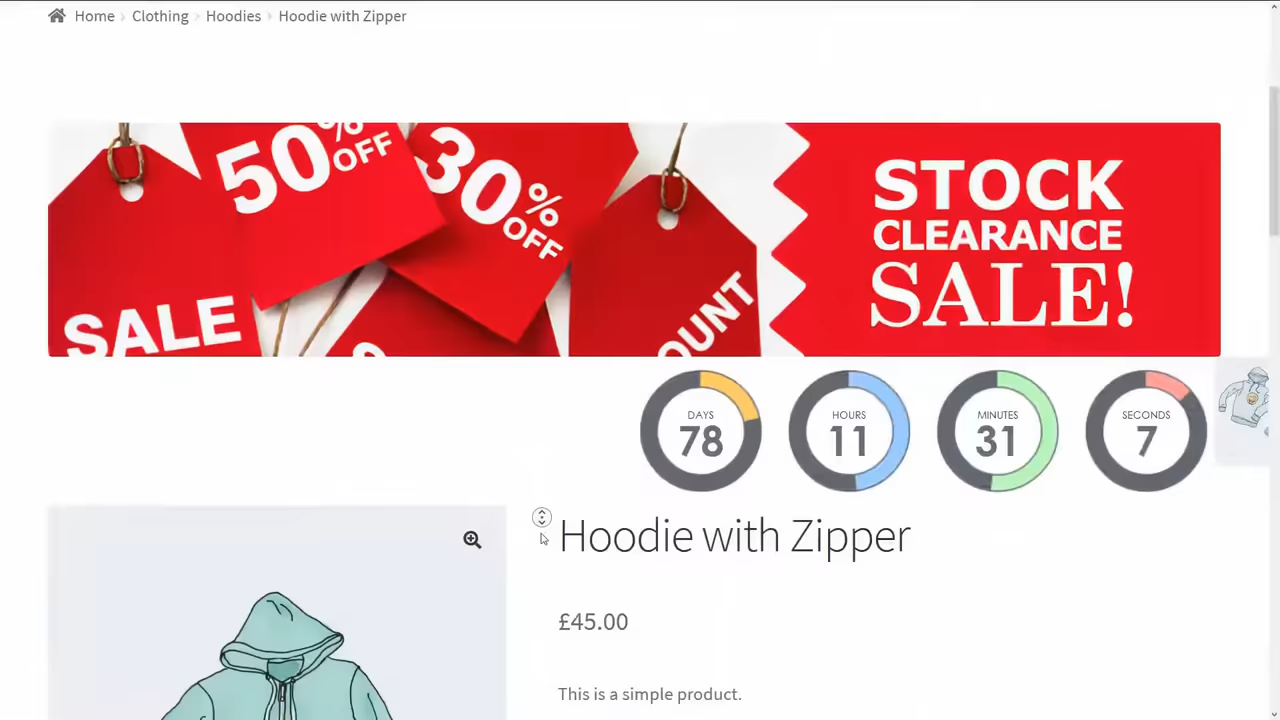 Home › Clothing › Hoodies › Hoodie with Zipper
50% OFF
30% OFF
SALE
OUNT
STOCK
CLEARANCE
SALE!
DAYS
78
HOURS
11
MINUTES
31
SECONDS
7
Hoodie with Zipper
£45.00
This is a simple product.